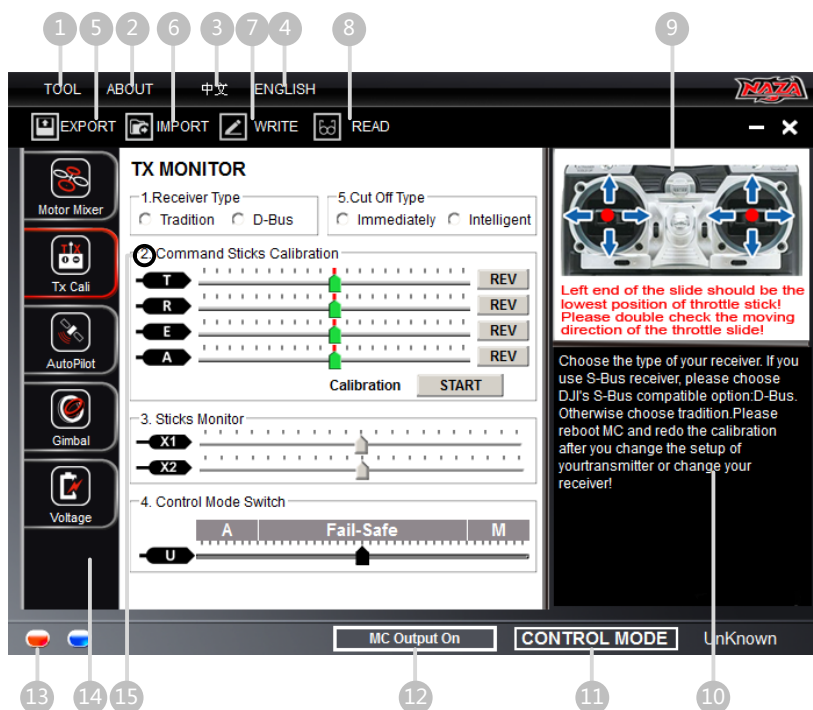 1 5 2 6 3 7 4 8 9
TOOL ABOUT 中文 ENGLISH
NAZA
EXPORT IMPORT WRITE READ
Motor Mixer
Tx Cali
AutoPilot
Gimbal
Voltage
TX MONITOR
1.Receiver Type
Tradition D-Bus
5.Cut Off Type
Immediately Intelligent
2. Command Sticks Calibration
T REV
R REV
E REV
A REV
Calibration START
3. Sticks Monitor
X1
X2
4. Control Mode Switch
A Fail-Safe M
U
Left end of the slide should be the
lowest position of throttle stick!
Please double check the moving
direction of the throttle slide!
Choose the type of your receiver. If you
use S-Bus receiver, please choose
DJI's S-Bus compatible option:D-Bus.
Otherwise choose tradition.Please
reboot MC and redo the calibration
after you change the setup of
yourtransmitter or change your
receiver!
MC Output On CONTROL MODE UnKnown
13 14 15 12 11 10